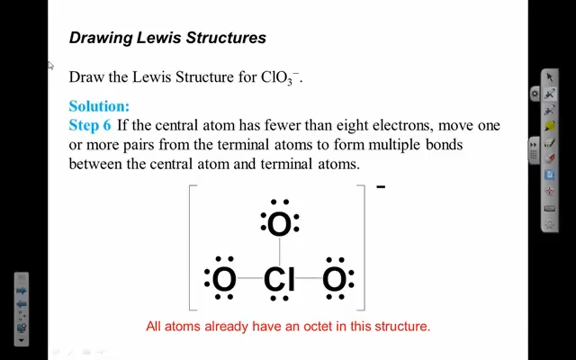 Drawing Lewis Structures
Draw the Lewis Structure for ClO₃⁻.
Solution:
Step 6 If the central atom has fewer than eight electrons, move one
or more pairs from the terminal atoms to form multiple bonds
between the central atom and terminal atoms.
−
O
O Cl O
All atoms already have an octet in this structure.